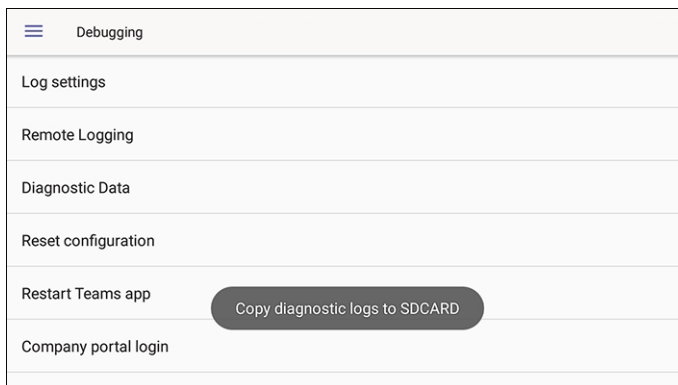 Debugging
Log settings
Remote Logging
Diagnostic Data
Reset configuration
Restart Teams app
Copy diagnostic logs to SDCARD
Company portal login